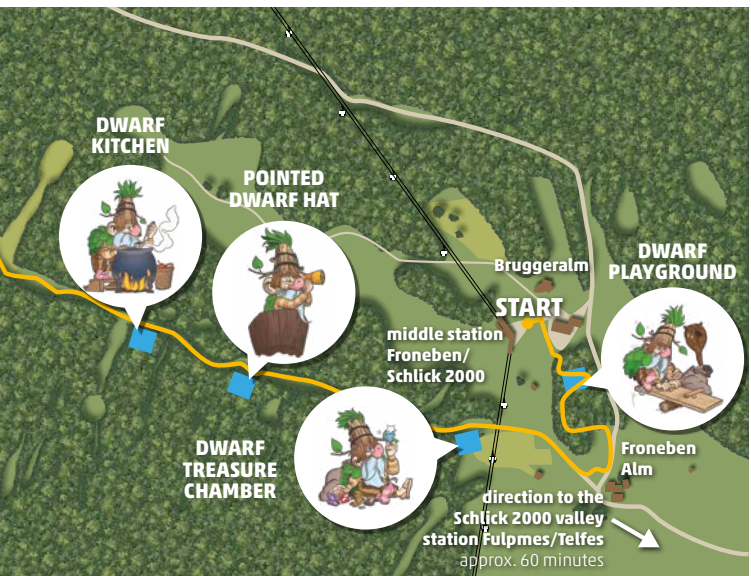 DWARF
KITCHEN
POINTED
DWARF HAT
Bruggeralm
DWARF
PLAYGROUND
START
middle station
Froneben/
Schlick 2000
DWARF
TREASURE
CHAMBER
Froneben
Alm
direction to the
Schlick 2000 valley
station Fulpmes/Telfes
approx. 60 minutes